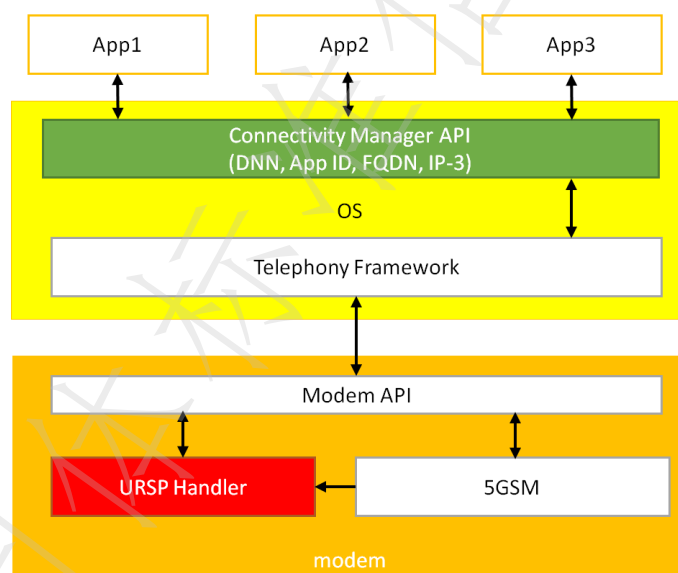 App1
App2
App3
Connectivity Manager API
(DNN, App ID, FQDN, IP-3)
OS
Telephony Framework
Modem API
URSP Handler
5GSM
modem